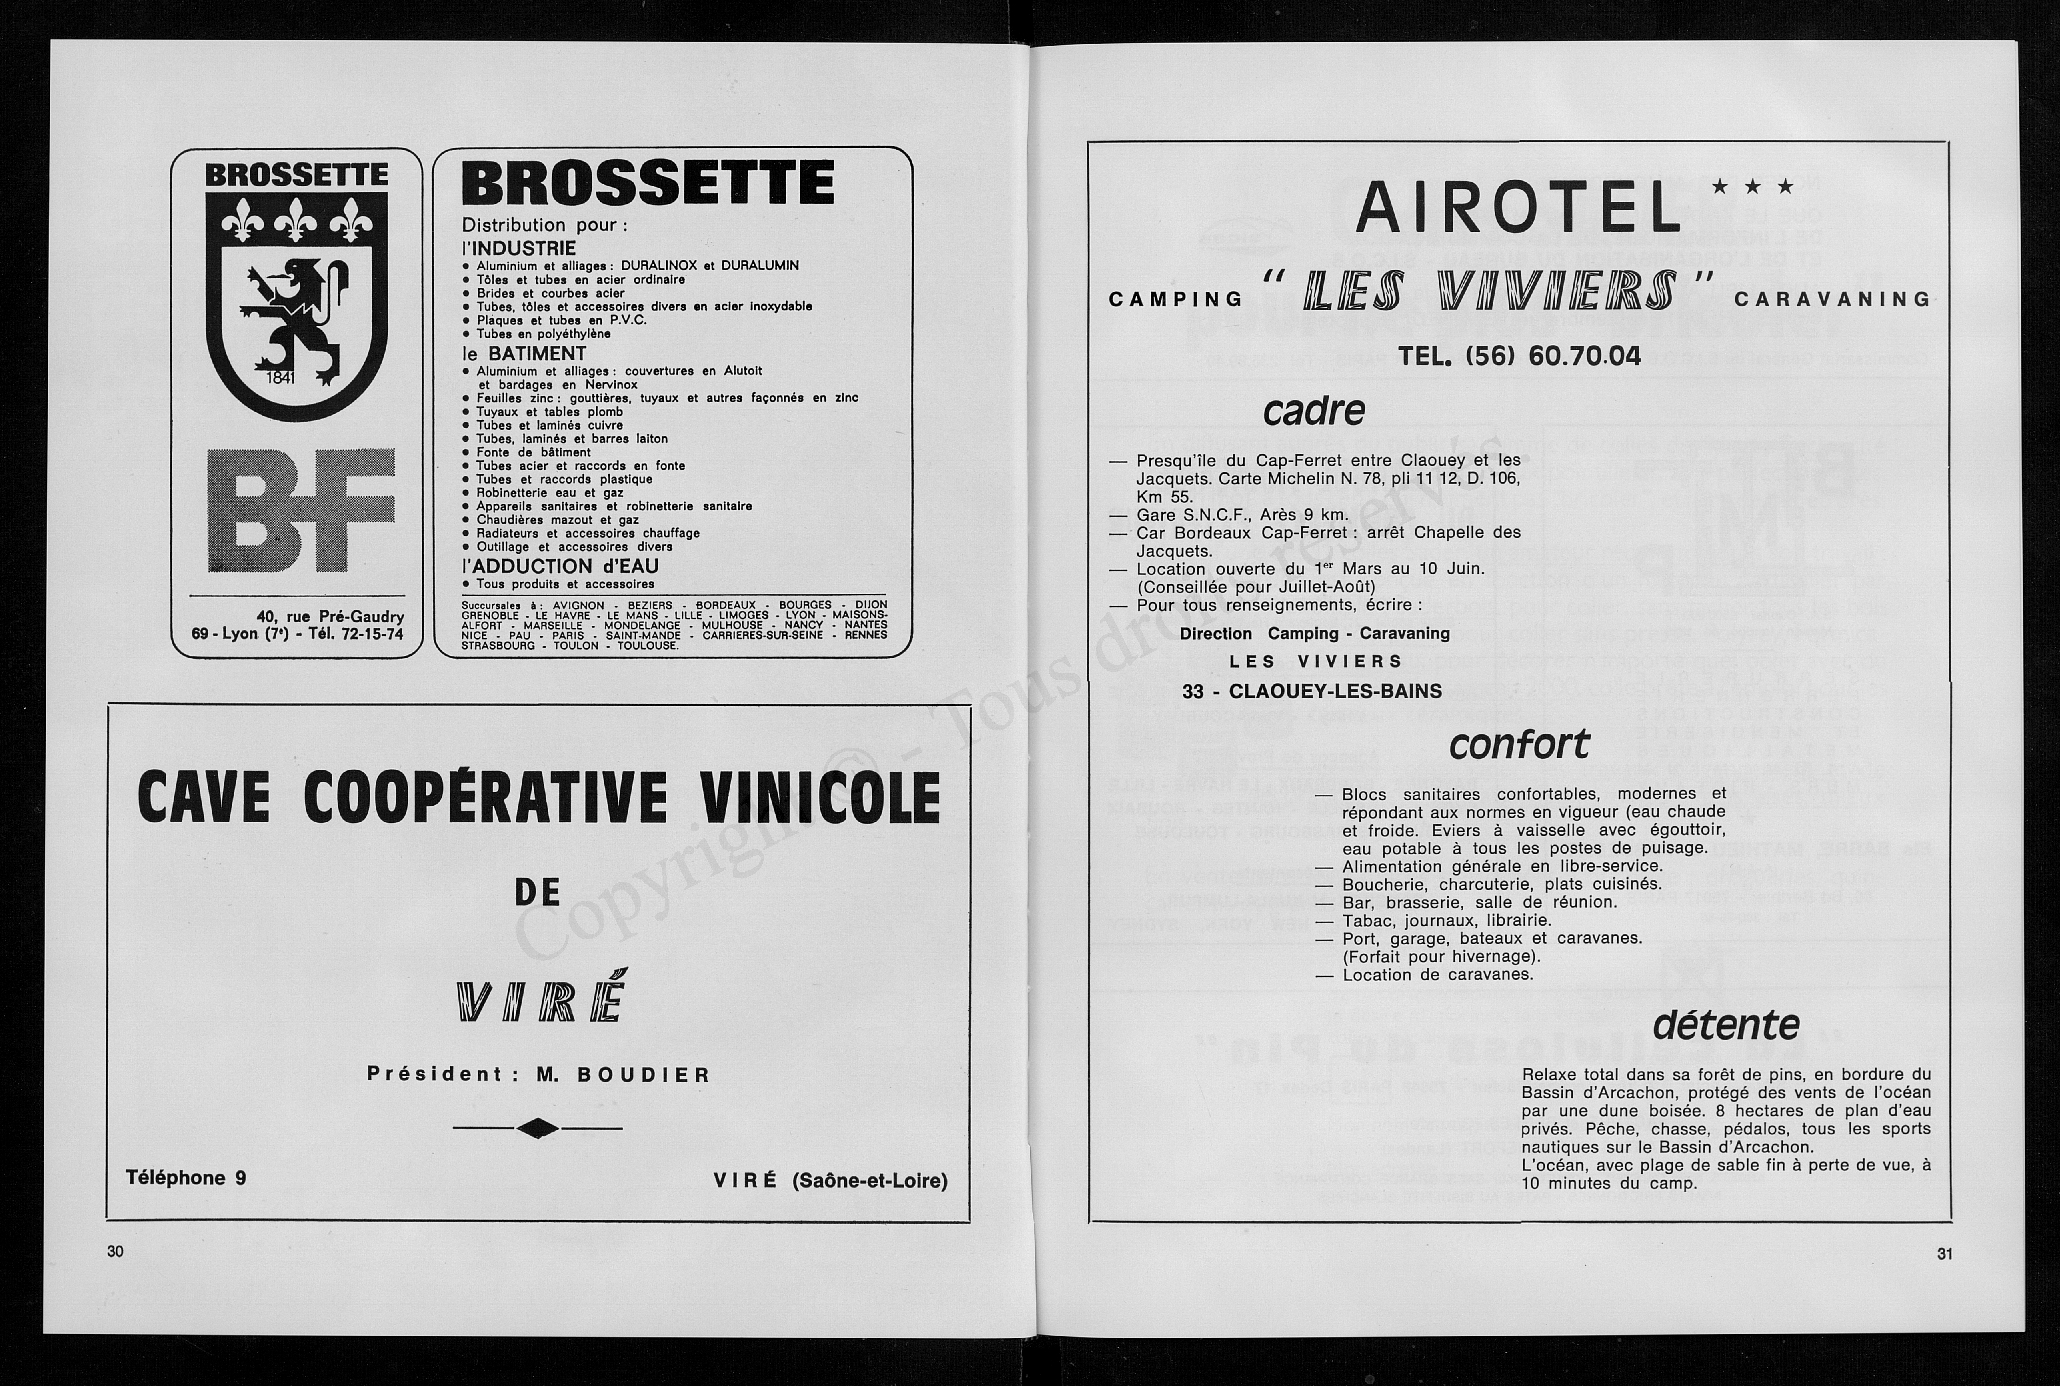 BROSSETTE
1841
BF
40, rue Pré-Gaudry
69 - Lyon (7e) - Tél. 72-15-74
BROSSETTE
Distribution pour :
l'INDUSTRIE
• Aluminium et alliages : DURALINOX et DURALUMIN
• Tôles et tubes en acier ordinaire
• Brides et courbes acier
• Tubes, tôles et accessoires divers en acier inoxydable
• Plaques et tubes en P.V.C.
• Tubes en polyéthylène
le BATIMENT
• Aluminium et alliages : couvertures en Alutoit
et bardages en Nervinox
• Feuilles zinc : gouttières, tuyaux et autres façonnés en zinc
• Tuyaux et tables plomb
• Tubes et laminés cuivre
• Tubes, laminés et barres laiton
• Fonte de bâtiment
• Tubes acier et raccords en fonte
• Tubes et raccords plastique
• Robinetterie eau et gaz
• Appareils sanitaires et robinetterie sanitaire
• Chaudières mazout et gaz
• Radiateurs et accessoires chauffage
• Outillage et accessoires divers
l'ADDUCTION d'EAU
• Tous produits et accessoires
Succursales à : AVIGNON - BEZIERS - BORDEAUX - BOURGES - DIJON
GRENOBLE - LE HAVRE - LE MANS - LILLE - LIMOGES - LYON - MAISONS-
ALFORT - MARSEILLE - MONDELANGE - MULHOUSE - NANCY - NANTES
NICE - PAU - PARIS - SAINT-MANDE - CARRIERES-SUR-SEINE - RENNES
STRASBOURG - TOULON - TOULOUSE.
CAVE COOPÉRATIVE VINICOLE
DE
VIRÉ
Président : M. BOUDIER
Téléphone 9
VIRÉ (Saône-et-Loire)
30
AIROTEL ★ ★ ★
CAMPING " LES VIVIERS " CARAVANING
TEL. (56) 60.70.04
cadre
— Presqu'île du Cap-Ferret entre Claouey et les
Jacquets. Carte Michelin N. 78, pli 11 12, D. 106,
Km 55.
— Gare S.N.C.F., Arès 9 km.
— Car Bordeaux Cap-Ferret : arrêt Chapelle des
Jacquets.
— Location ouverte du 1er Mars au 10 Juin.
(Conseillée pour Juillet-Août)
— Pour tous renseignements, écrire :
Direction Camping - Caravaning
LES VIVIERS
33 - CLAOUEY-LES-BAINS
confort
— Blocs sanitaires confortables, modernes et
répondant aux normes en vigueur (eau chaude
et froide. Eviers à vaisselle avec égouttoir,
eau potable à tous les postes de puisage.
— Alimentation générale en libre-service.
— Boucherie, charcuterie, plats cuisinés.
— Bar, brasserie, salle de réunion.
— Tabac, journaux, librairie.
— Port, garage, bateaux et caravanes.
(Forfait pour hivernage).
— Location de caravanes.
détente
Relaxe total dans sa forêt de pins, en bordure du
Bassin d'Arcachon, protégé des vents de l'océan
par une dune boisée. 8 hectares de plan d'eau
privés. Pêche, chasse, pédalos, tous les sports
nautiques sur le Bassin d'Arcachon.
L'océan, avec plage de sable fin à perte de vue, à
10 minutes du camp.
31
Copyright © - Tous droits réservés.